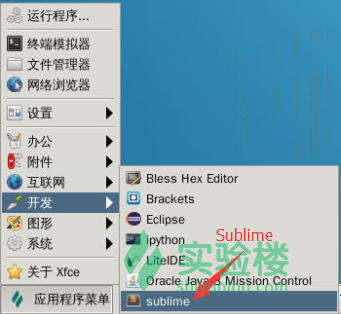 运行程序...
终端模拟器
文件管理器
网络浏览器
设置
办公
附件
互联网
开发
图形
系统
关于 Xfce
应用程序菜单
Bless Hex Editor
Brackets
Eclipse
ipython
LiteIDE
Oracle Java 8 Mission Control
sublime
Sublime
实验楼
shiyanlou.com